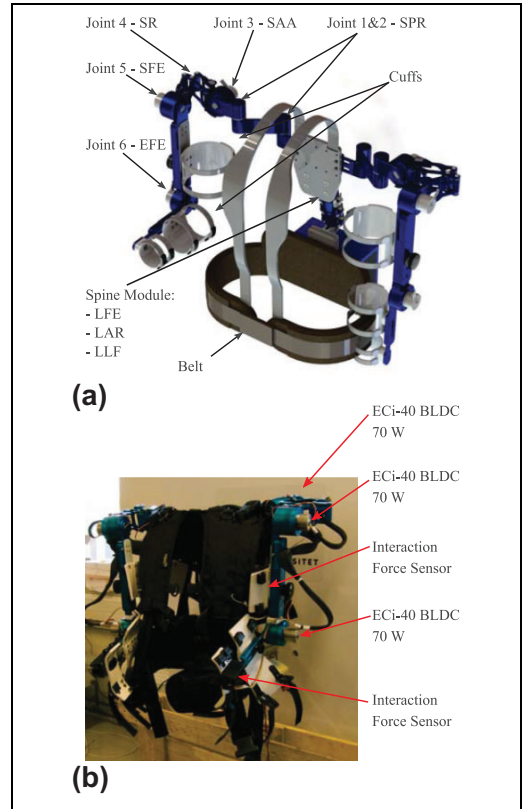 Joint 4 - SR
Joint 3 - SAA
Joint 1&2 - SPR
Joint 5 - SFE
Cuffs
Joint 6 - EFE
Spine Module:
- LFE
- LAR
- LLF
Belt
(a)
ECi-40 BLDC
70 W
ECi-40 BLDC
70 W
Interaction
Force Sensor
SITET
ECi-40 BLDC
70 W
Interaction
Force Sensor
(b)